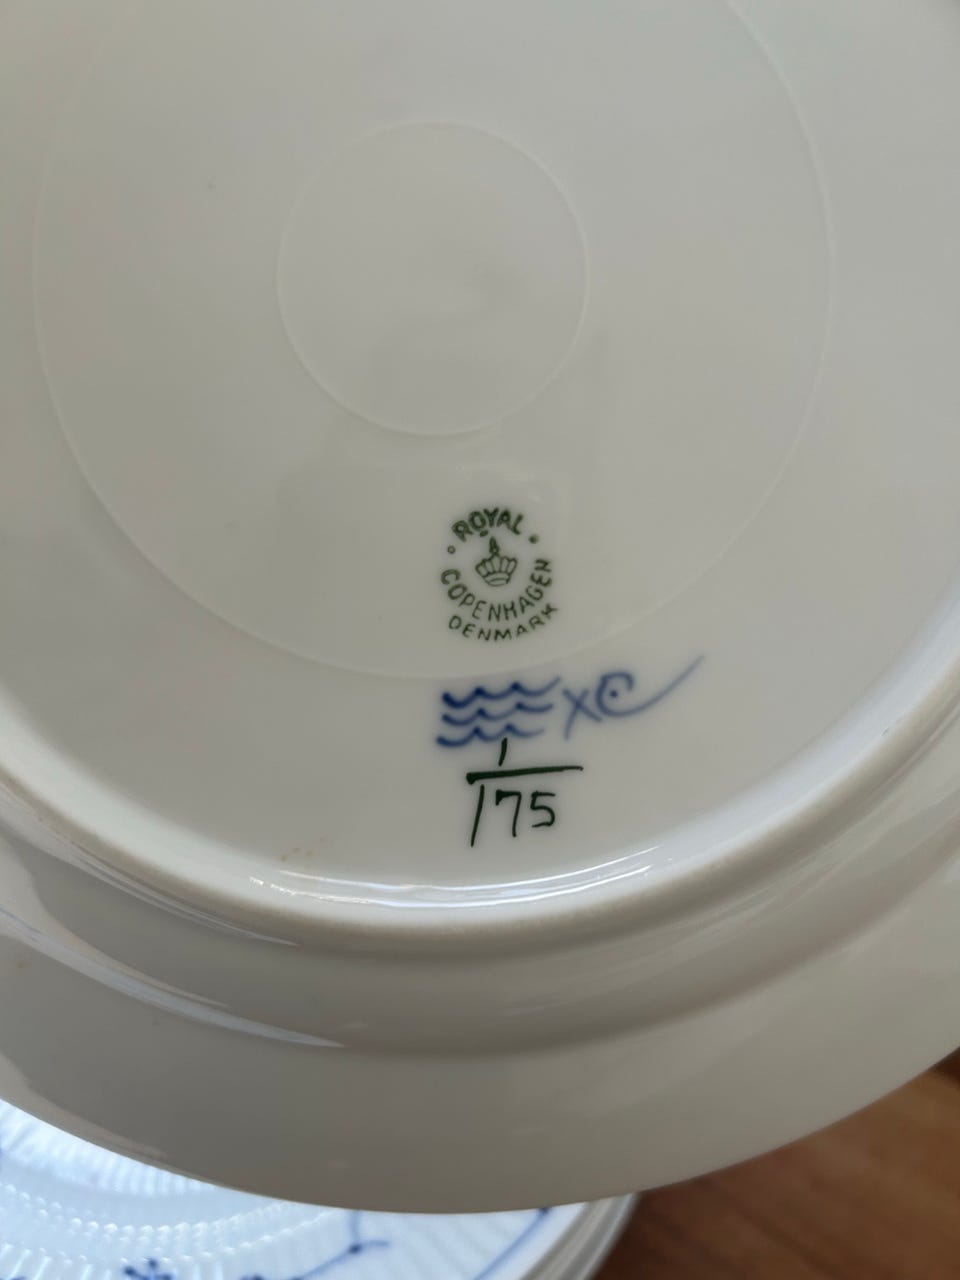 ROYAL
COPENHAGEN
DENMARK
1
175